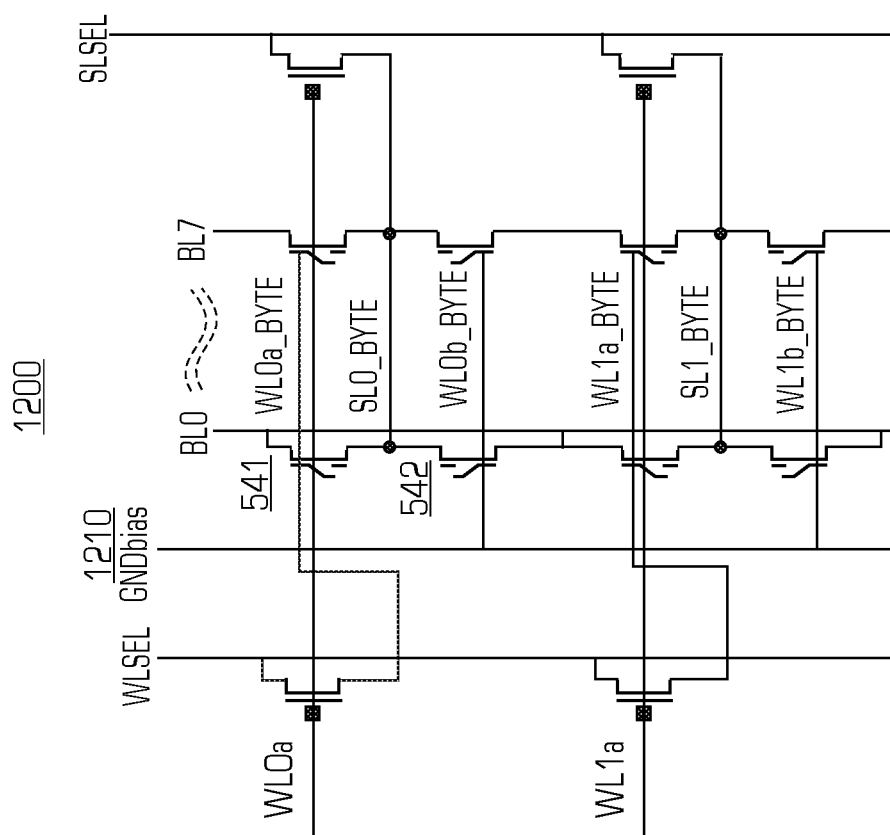 1200
SLSEL
BL7
BL0
1210
GNDbias
WLSEL
WL0a_BYTE
541
SL0_BYTE
WL0b_BYTE
542
WL1a_BYTE
SL1_BYTE
WL1b_BYTE
WL0a
WL1a